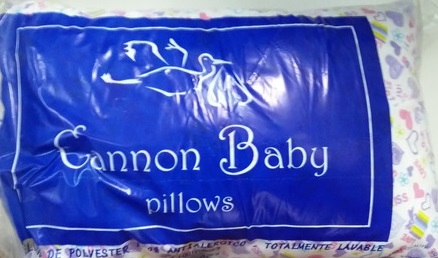 Cannon Baby
pillows
DE POLYESTER ANTIALERGICO TOTALMENTE LAVABLE